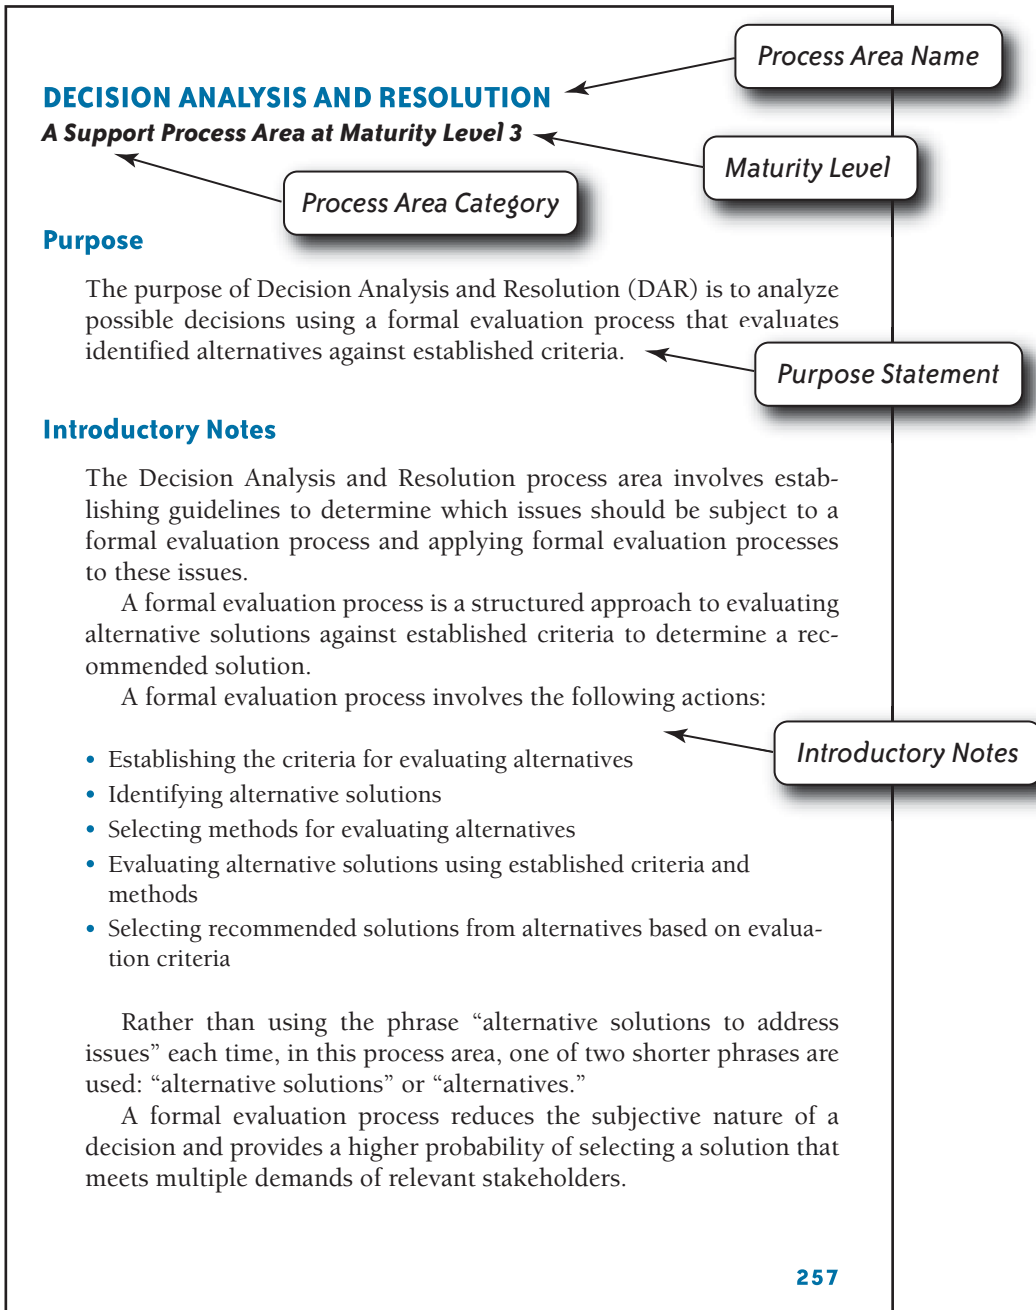 Process Area Name
DECISION ANALYSIS AND RESOLUTION
A Support Process Area at Maturity Level 3
Maturity Level
Process Area Category
Purpose
The purpose of Decision Analysis and Resolution (DAR) is to analyze
possible decisions using a formal evaluation process that evaluates
identified alternatives against established criteria.
Purpose Statement
Introductory Notes
The Decision Analysis and Resolution process area involves estab-
lishing guidelines to determine which issues should be subject to a
formal evaluation process and applying formal evaluation processes
to these issues.
A formal evaluation process is a structured approach to evaluating
alternative solutions against established criteria to determine a rec-
ommended solution.
A formal evaluation process involves the following actions:
Introductory Notes
• Establishing the criteria for evaluating alternatives
• Identifying alternative solutions
• Selecting methods for evaluating alternatives
• Evaluating alternative solutions using established criteria and
methods
• Selecting recommended solutions from alternatives based on evalua-
tion criteria
Rather than using the phrase “alternative solutions to address
issues” each time, in this process area, one of two shorter phrases are
used: “alternative solutions” or “alternatives.”
A formal evaluation process reduces the subjective nature of a
decision and provides a higher probability of selecting a solution that
meets multiple demands of relevant stakeholders.
257